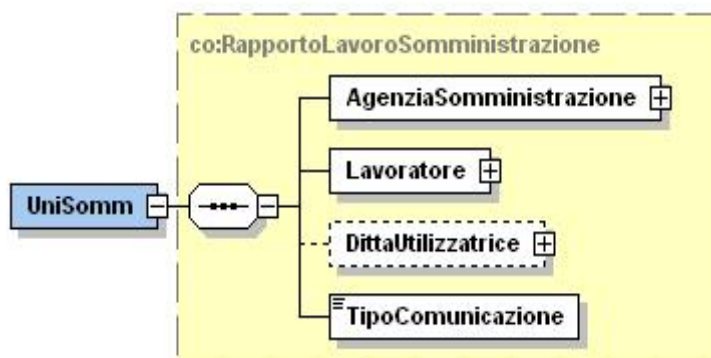 co:RapportoLavoroSomministrazione
AgenziaSomministrazione
Lavoratore
UniSomm
DittaUtilizzatrice
TipoComunicazione